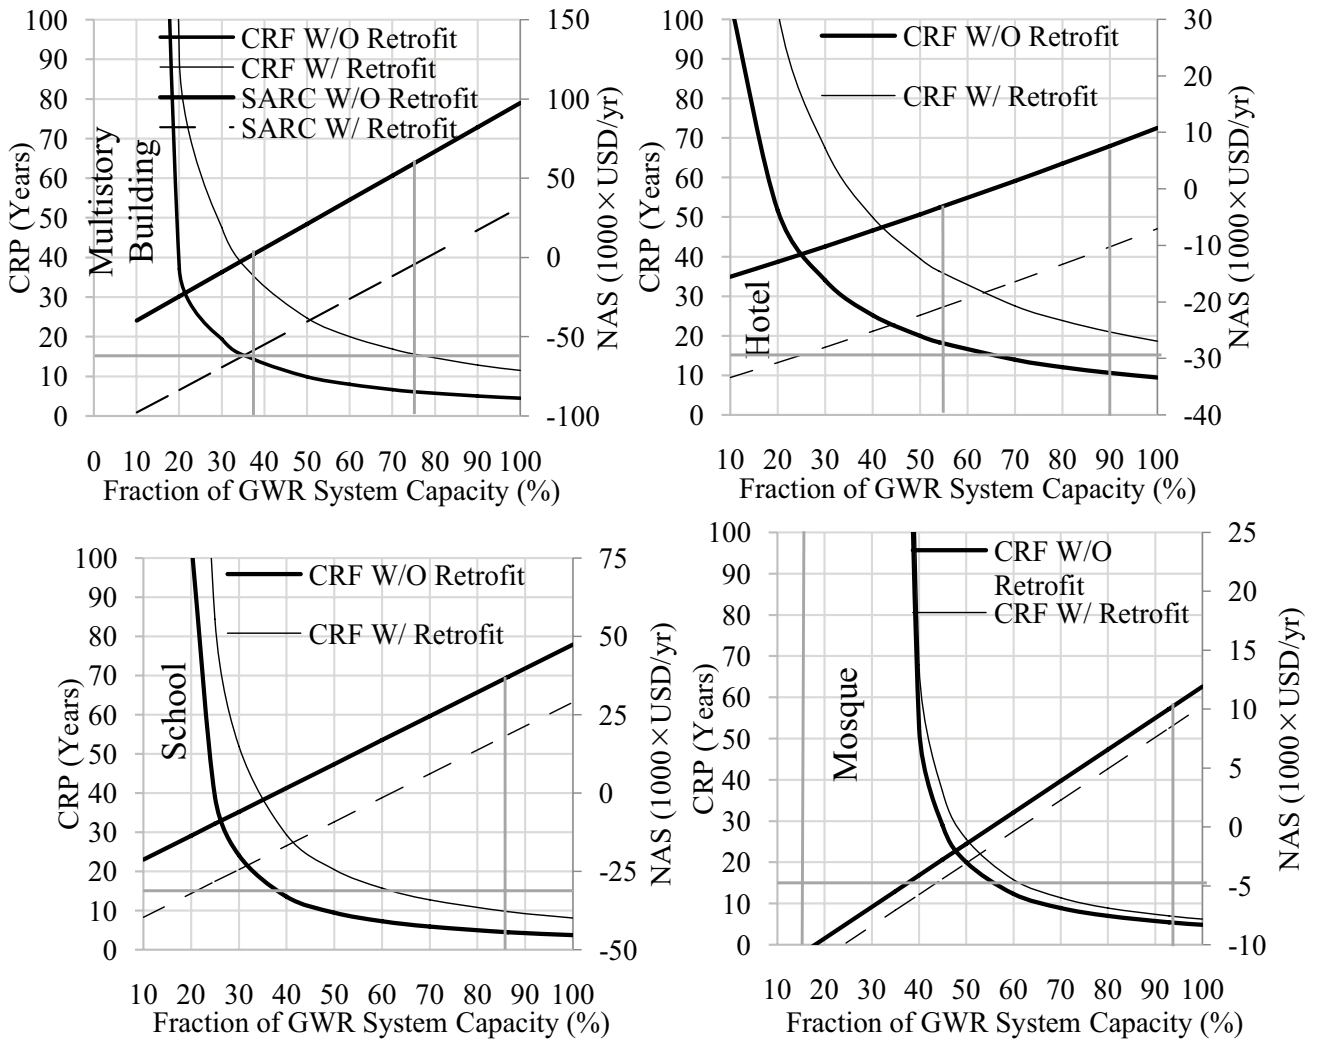 100
90
80
70
60
50
40
30
20
10
0
CRP (Years)
Multistory
Building
CRF W/O Retrofit
CRF W/ Retrofit
SARC W/O Retrofit
SARC W/ Retrofit
150
100
50
0
-50
-100
NAS (1000×USD/yr)
0 10 20 30 40 50 60 70 80 90 100
Fraction of GWR System Capacity (%)
100
90
80
70
60
50
40
30
20
10
0
CRP (Years)
Hotel
CRF W/O Retrofit
CRF W/ Retrofit
30
20
10
0
-10
-20
-30
-40
NAS (1000×USD/yr)
10 20 30 40 50 60 70 80 90 100
Fraction of GWR System Capacity (%)
100
90
80
70
60
50
40
30
20
10
0
CRP (Years)
School
CRF W/O Retrofit
CRF W/ Retrofit
75
50
25
0
-25
-50
NAS (1000×USD/yr)
10 20 30 40 50 60 70 80 90 100
Fraction of GWR System Capacity (%)
100
90
80
70
60
50
40
30
20
10
0
CRP (Years)
Mosque
CRF W/O
Retrofit
CRF W/ Retrofit
25
20
15
10
5
0
-5
-10
NAS (1000×USD/yr)
10 20 30 40 50 60 70 80 90 100
Fraction of GWR System Capacity (%)